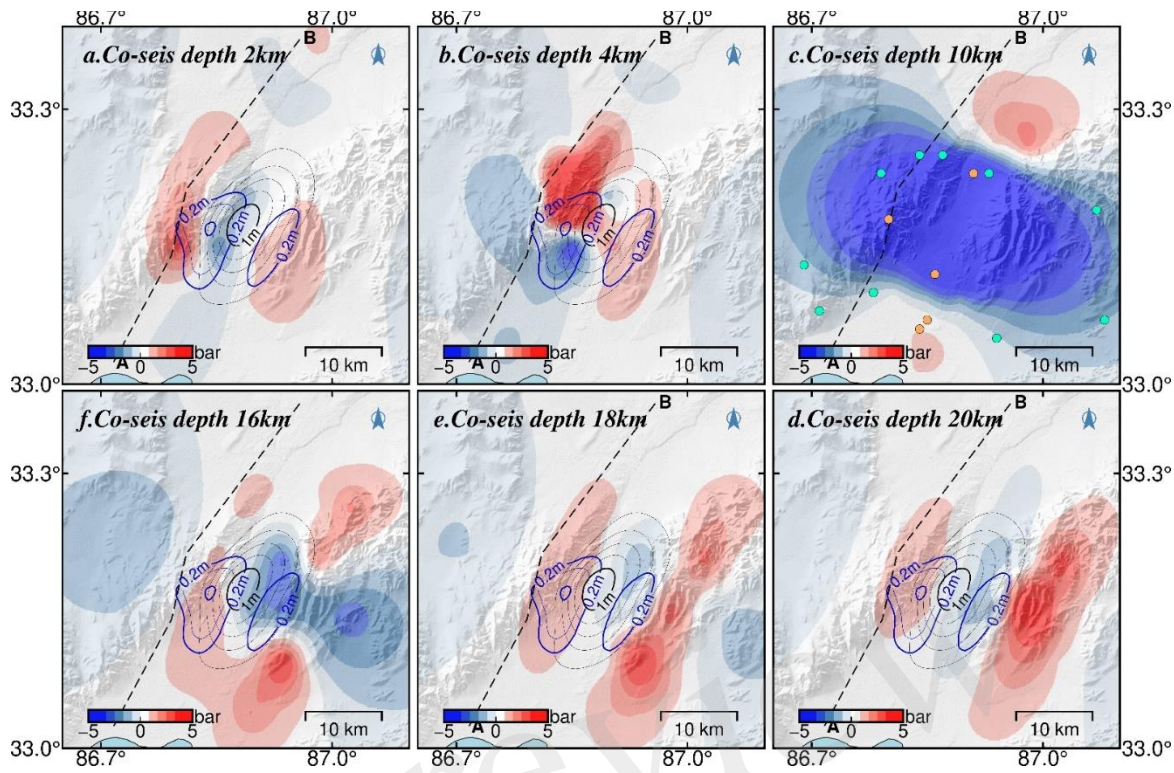 86.7° 87.0° 86.7° 87.0° 86.7° 87.0°
a.Co-seis depth 2km
B
33.3°
0.2m
0.2m
1m
0.2m
−5 0 5 bar
A
10 km
33.0°
b.Co-seis depth 4km
B
0.2m
0.2m
1m
0.2m
−5 0 5 bar
A
10 km
c.Co-seis depth 10km
B
33.3°
−5 0 5 bar
A
10 km
33.0°
f.Co-seis depth 16km
33.3°
0.2m
0.2m
1m
0.2m
−5 0 5 bar
A
10 km
33.0°
e.Co-seis depth 18km
B
0.2m
0.2m
1m
0.2m
−5 0 5 bar
A
10 km
d.Co-seis depth 20km
B
33.3°
0.2m
0.2m
1m
0.2m
−5 0 5 bar
A
10 km
33.0°
86.7° 87.0° 86.7° 87.0° 86.7° 87.0°